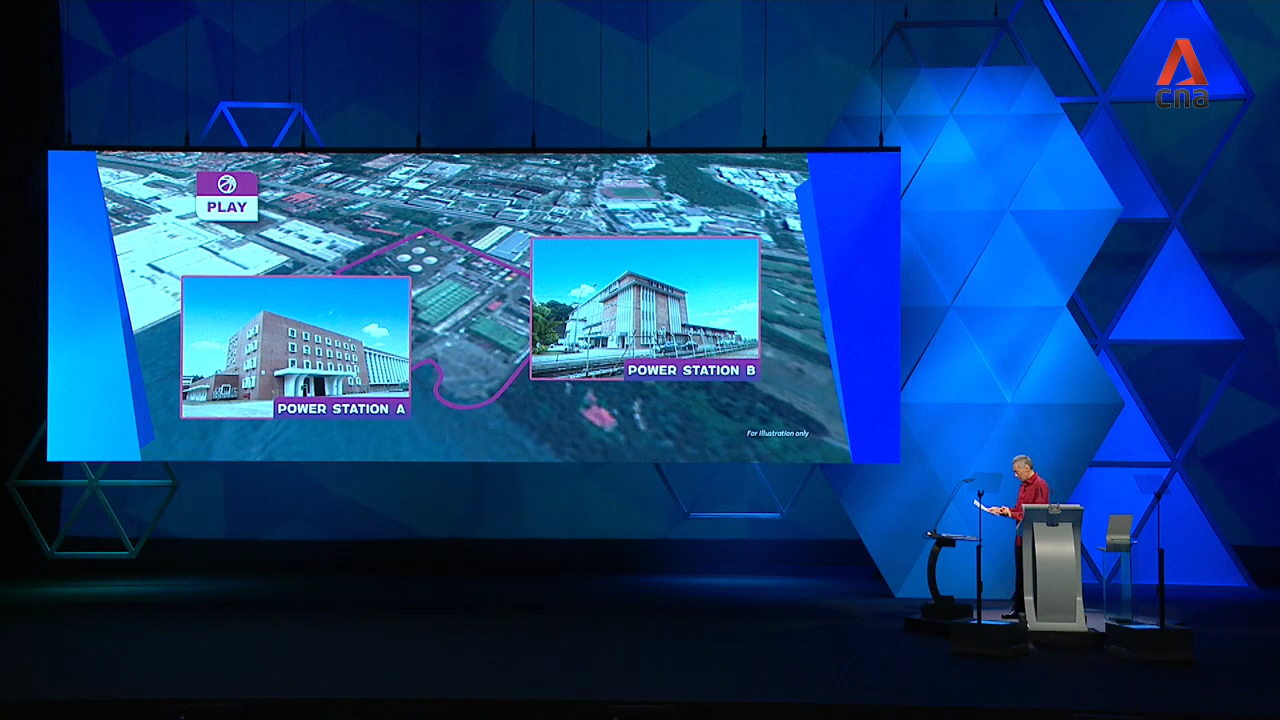 cna
PLAY
POWER STATION A
POWER STATION B
For Illustration only